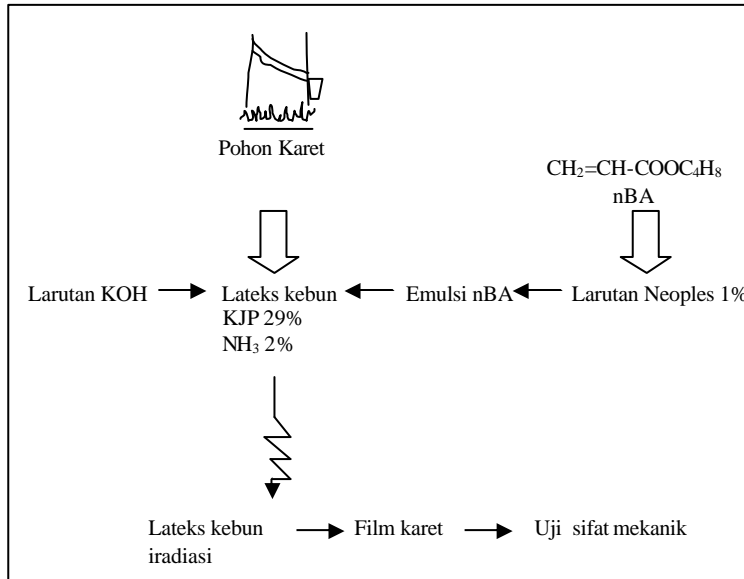 Pohon Karet
CH₂=CH-COOC₄H₈
nBA
Larutan KOH
Lateks kebun
KJP 29%
NH₃ 2%
Emulsi nBA
Larutan Neoples 1%
Lateks kebun
iradiasi
Film karet
Uji sifat mekanik